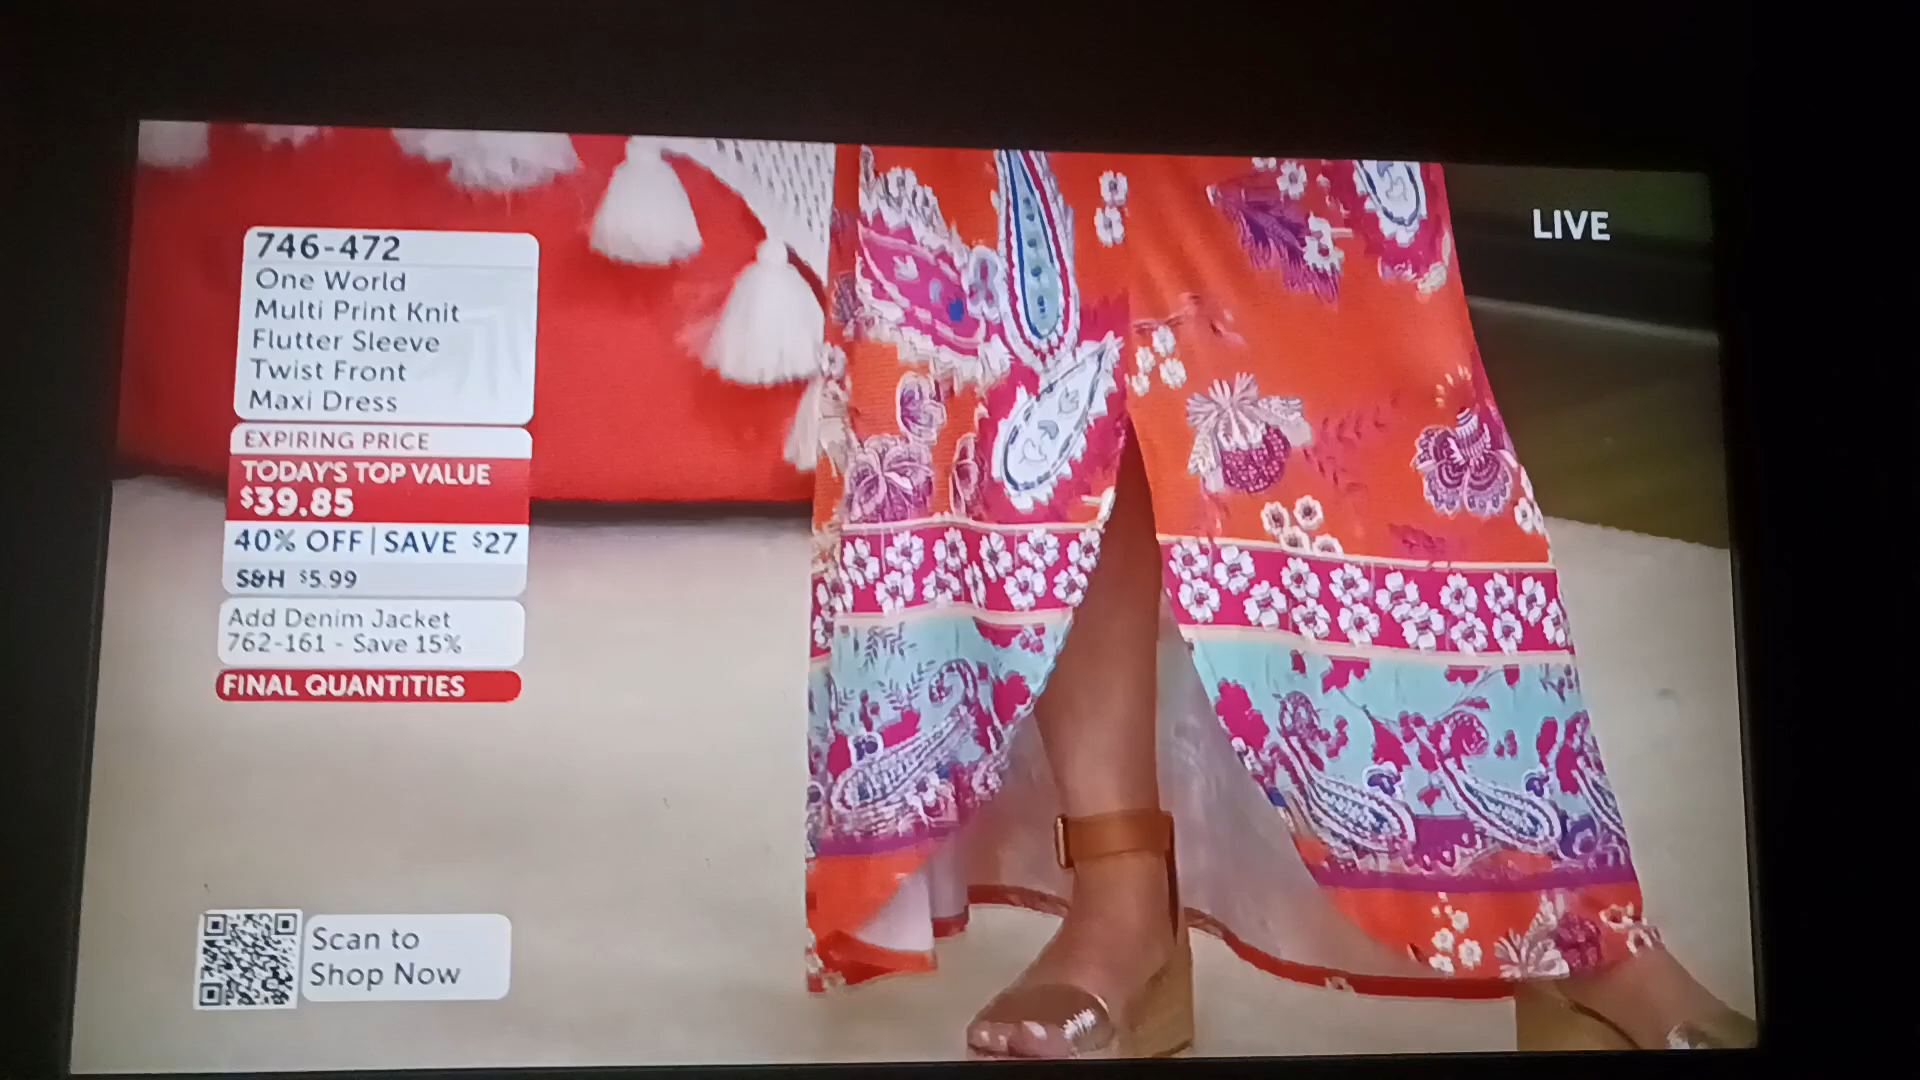 746-472
One World
Multi Print Knit
Flutter Sleeve
Twist Front
Maxi Dress
EXPIRING PRICE
TODAY'S TOP VALUE
$39.85
40% OFF | SAVE $27
S&H $5.99
Add Denim Jacket
762-161 - Save 15%
FINAL QUANTITIES
Scan to
Shop Now
LIVE